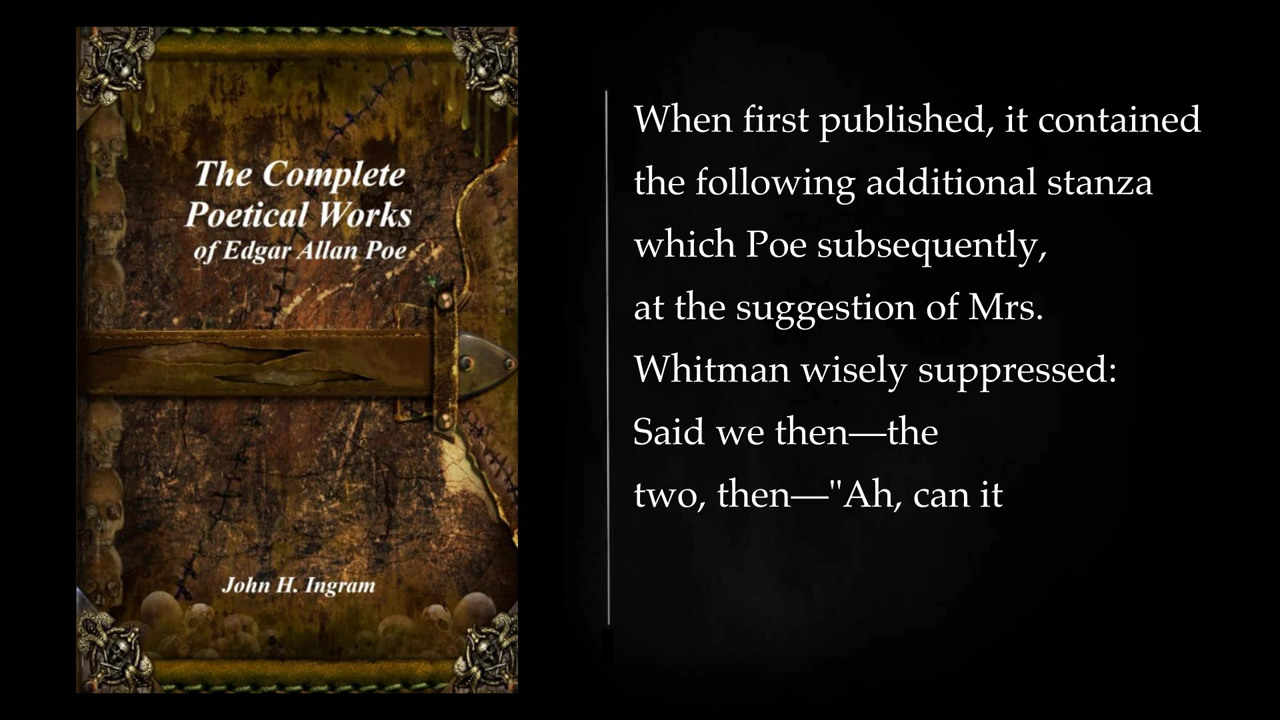 The Complete
Poetical Works
of Edgar Allan Poe
John H. Ingram
When first published, it contained
the following additional stanza
which Poe subsequently,
at the suggestion of Mrs.
Whitman wisely suppressed:
Said we then—the
two, then—"Ah, can it